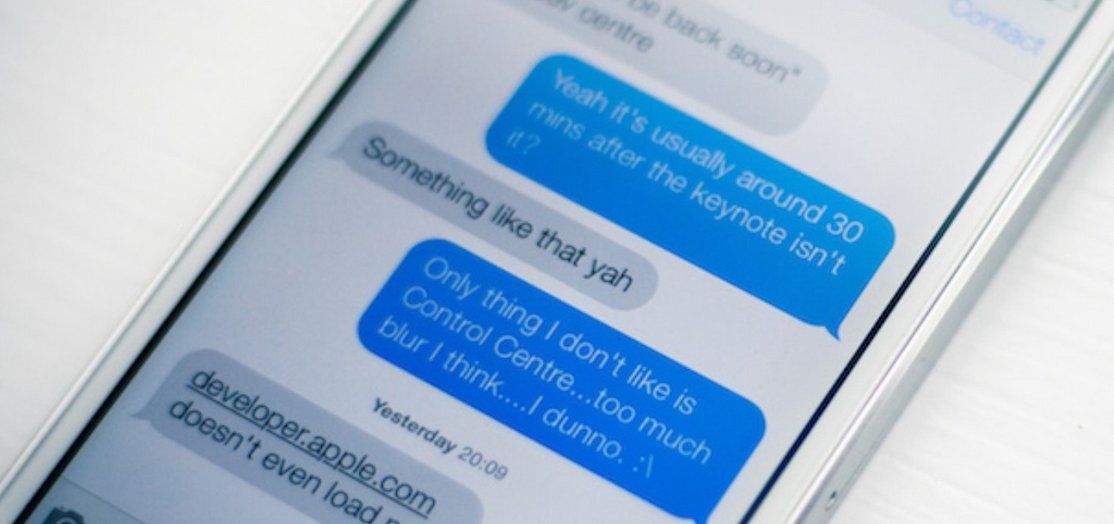 Contact
be back soon*
centre
Yeah it's usually around 30
mins after the keynote isn't
it?
Something like that yah
Only thing I don't like is
Control Centre...too much
blur I think....I dunno. :\
Yesterday 20:09
developer.apple.com
doesn't even load